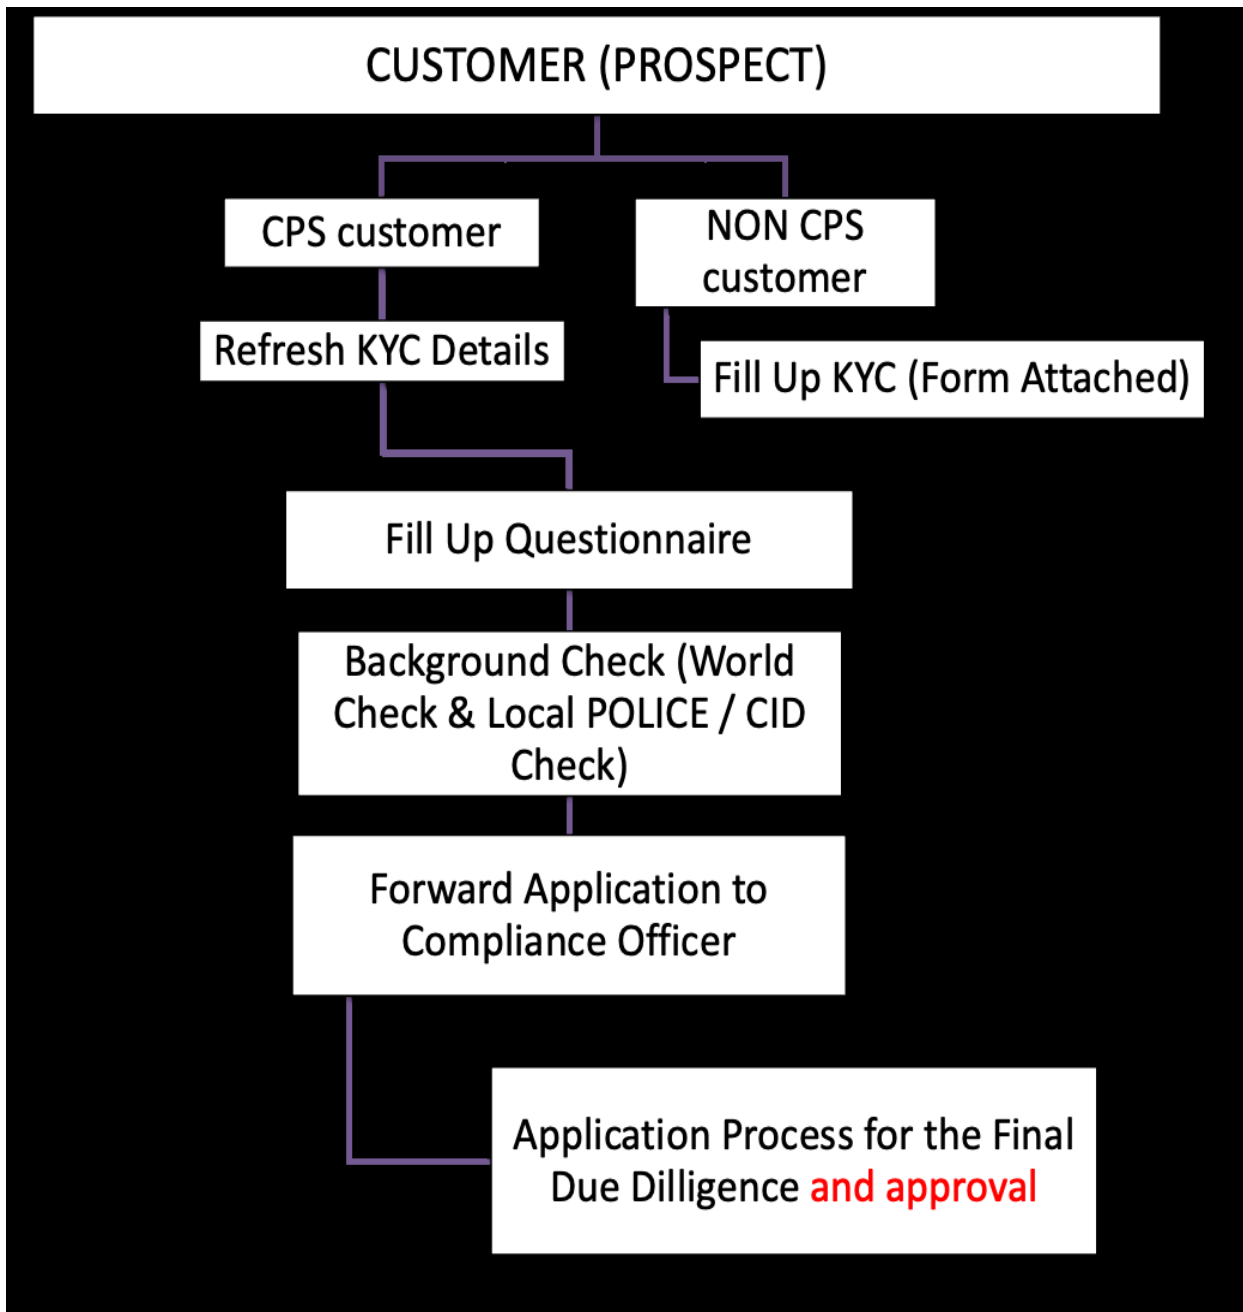 CUSTOMER (PROSPECT)
CPS customer
NON CPS
customer
Refresh KYC Details
Fill Up KYC (Form Attached)
Fill Up Questionnaire
Background Check (World
Check & Local POLICE / CID
Check)
Forward Application to
Compliance Officer
Application Process for the Final
Due Dilligence and approval